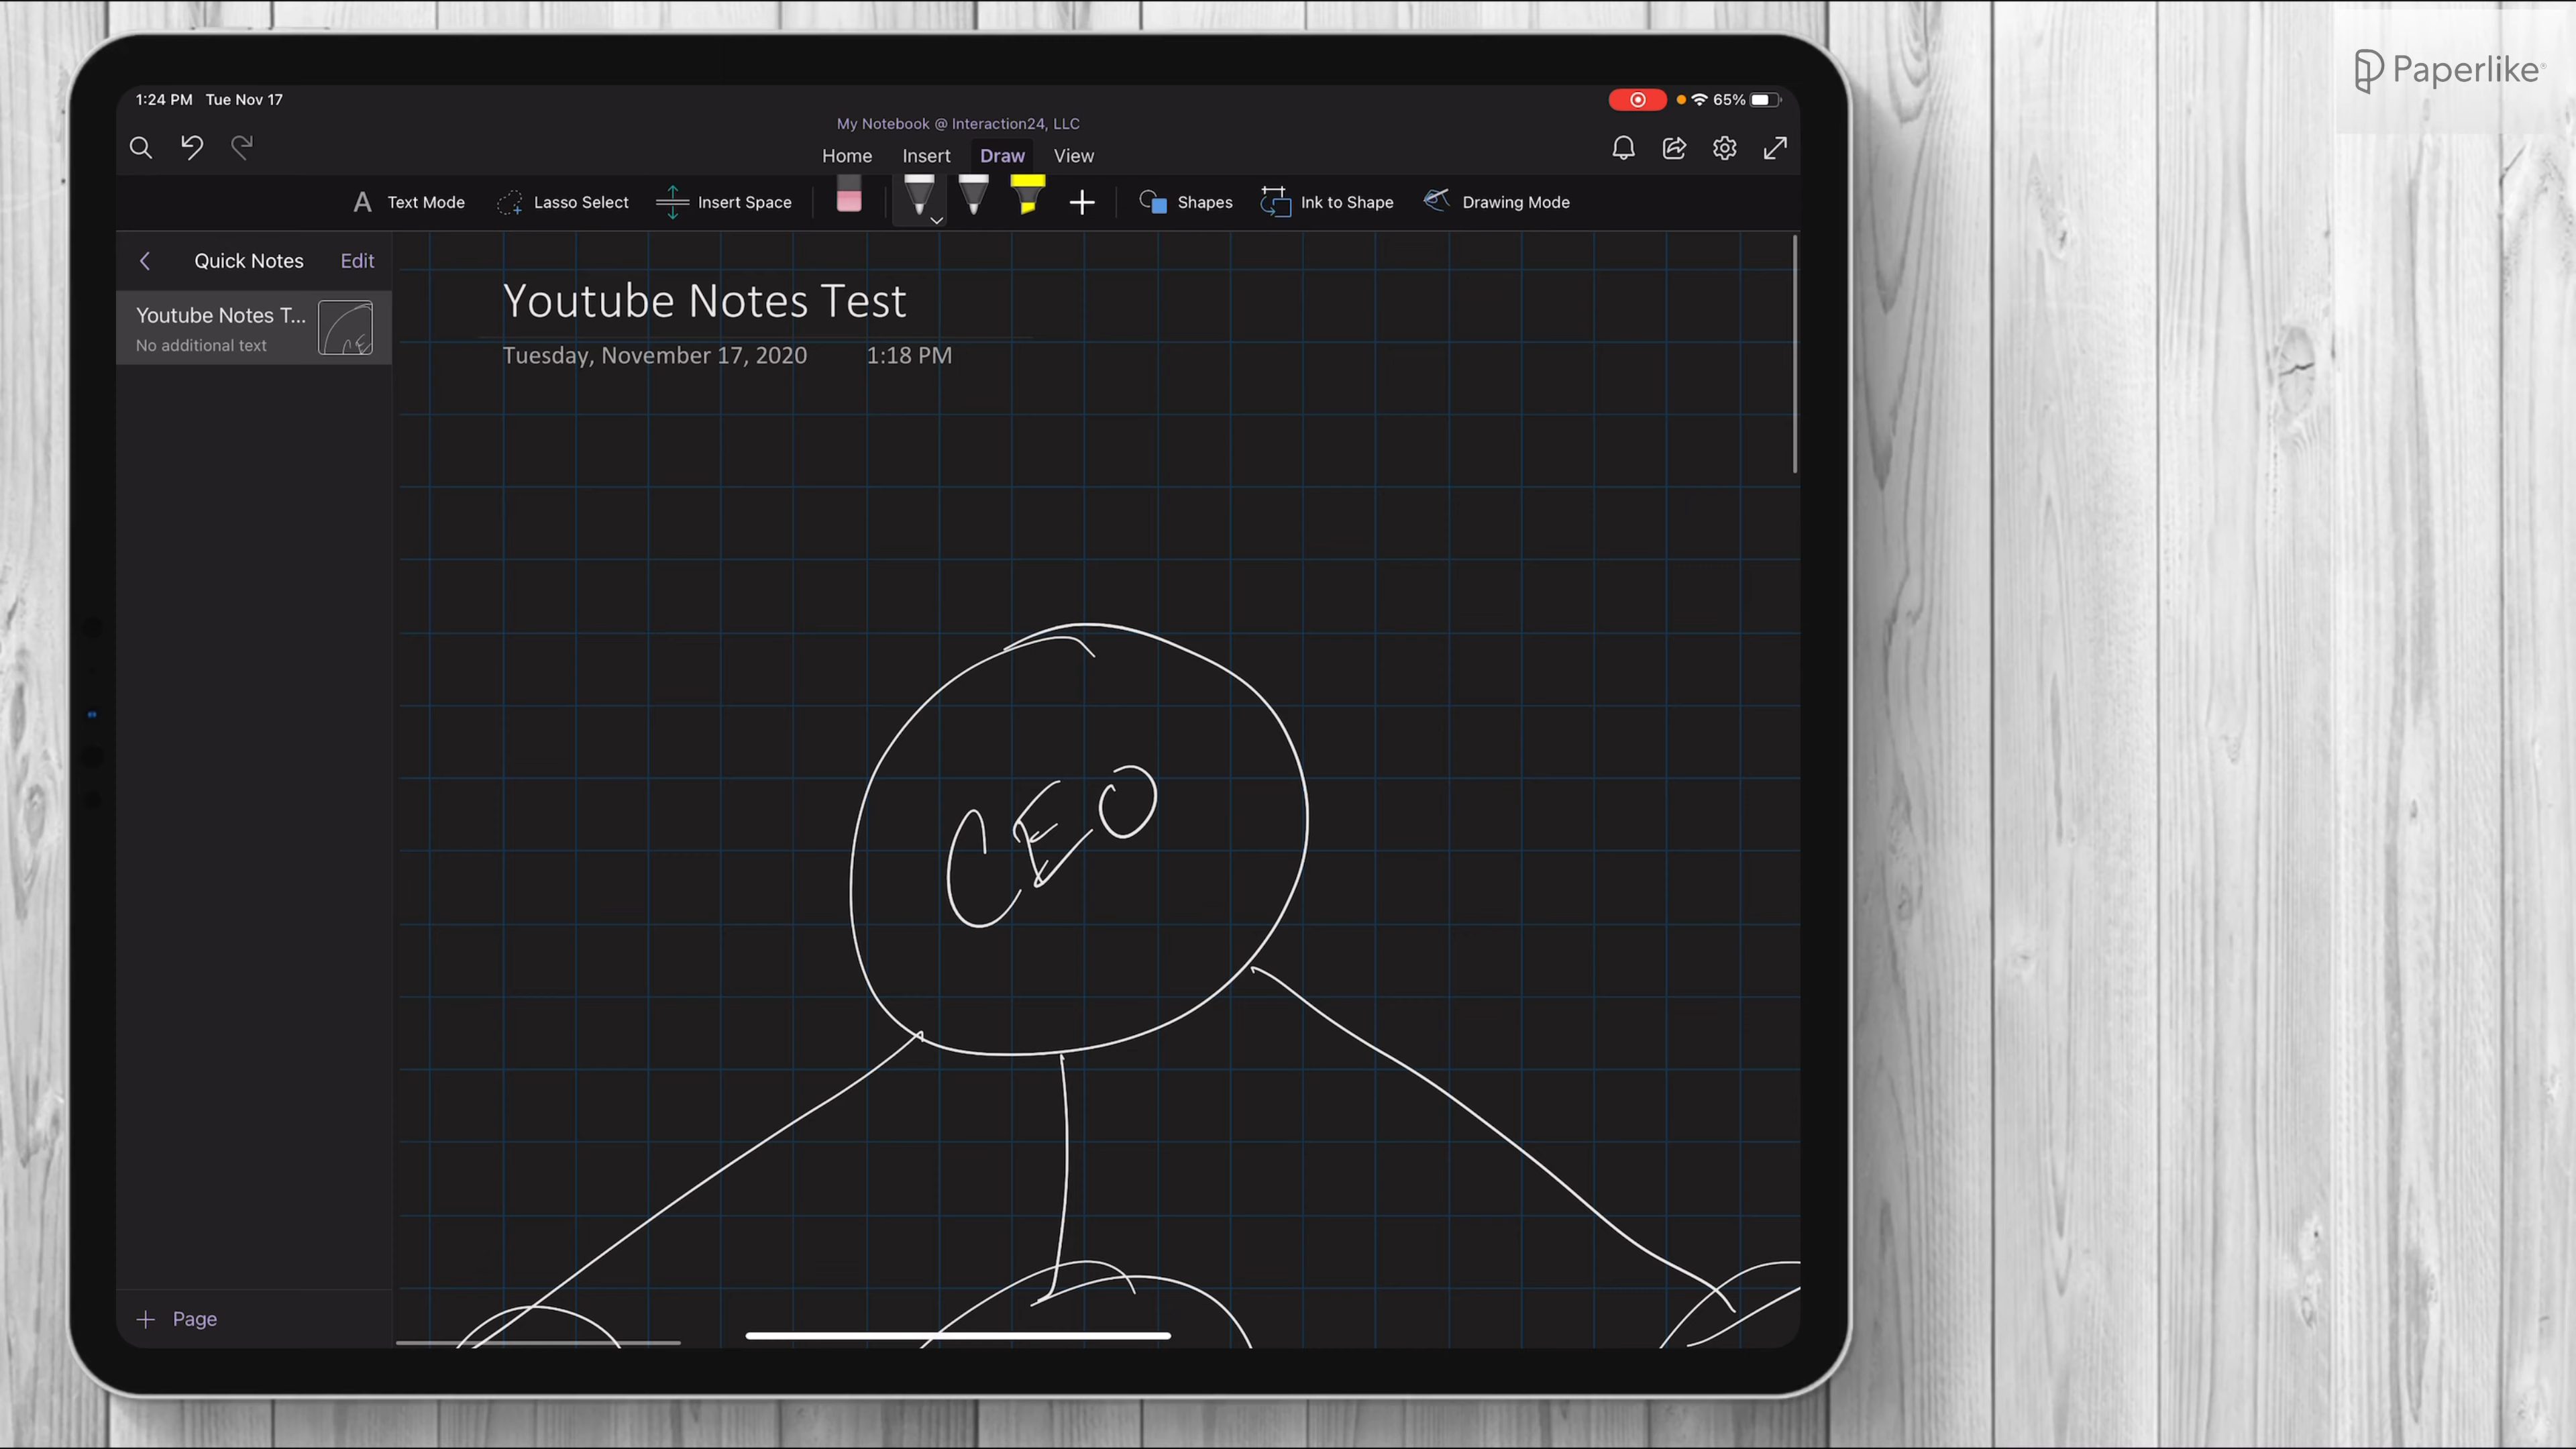 Paperlike
1:24 PM Tue Nov 17
65%
My Notebook @ Interaction24, LLC
Home Insert Draw View
A Text Mode Lasso Select Insert Space Shapes Ink to Shape Drawing Mode
Quick Notes Edit
Youtube Notes T...
No additional text
CE
Youtube Notes Test
Tuesday, November 17, 2020 1:18 PM
CEO
+ Page